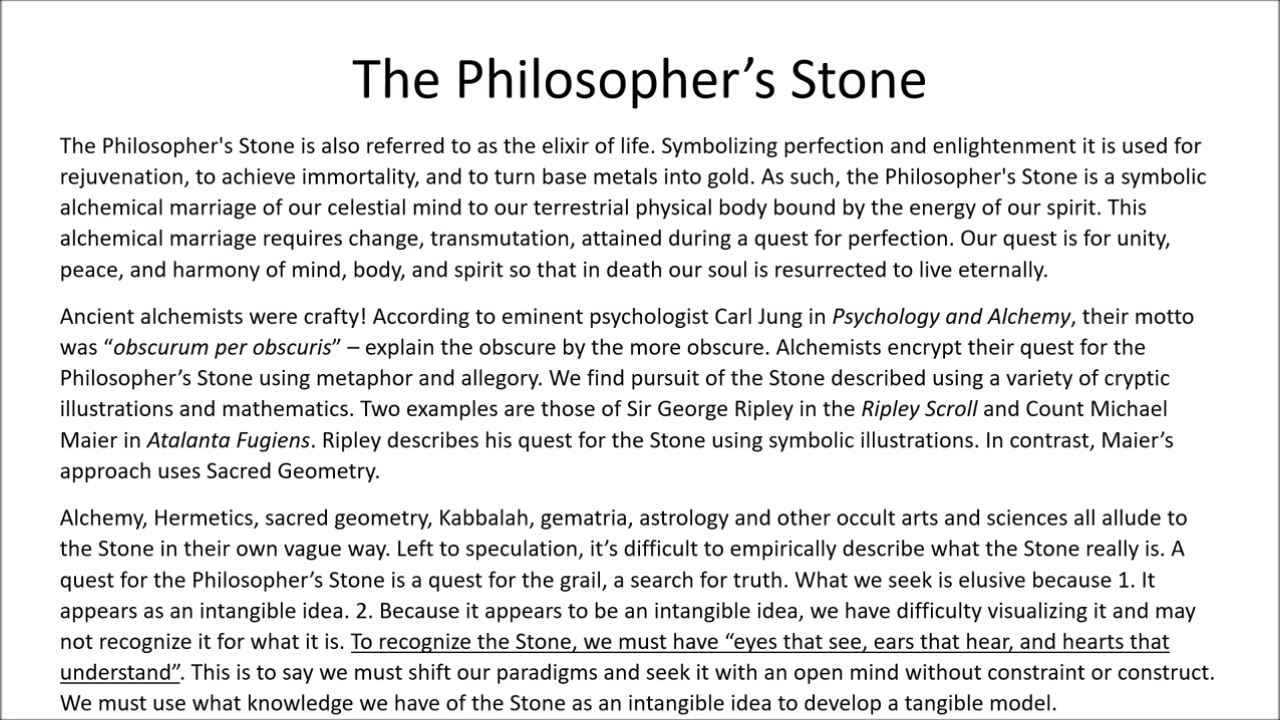 The Philosopher’s Stone
The Philosopher's Stone is also referred to as the elixir of life. Symbolizing perfection and enlightenment it is used for
rejuvenation, to achieve immortality, and to turn base metals into gold. As such, the Philosopher's Stone is a symbolic
alchemical marriage of our celestial mind to our terrestrial physical body bound by the energy of our spirit. This
alchemical marriage requires change, transmutation, attained during a quest for perfection. Our quest is for unity,
peace, and harmony of mind, body, and spirit so that in death our soul is resurrected to live eternally.
Ancient alchemists were crafty! According to eminent psychologist Carl Jung in Psychology and Alchemy, their motto
was “obscurum per obscuris” – explain the obscure by the more obscure. Alchemists encrypt their quest for the
Philosopher’s Stone using metaphor and allegory. We find pursuit of the Stone described using a variety of cryptic
illustrations and mathematics. Two examples are those of Sir George Ripley in the Ripley Scroll and Count Michael
Maier in Atalanta Fugiens. Ripley describes his quest for the Stone using symbolic illustrations. In contrast, Maier’s
approach uses Sacred Geometry.
Alchemy, Hermetics, sacred geometry, Kabbalah, gematria, astrology and other occult arts and sciences all allude to
the Stone in their own vague way. Left to speculation, it’s difficult to empirically describe what the Stone really is. A
quest for the Philosopher’s Stone is a quest for the grail, a search for truth. What we seek is elusive because 1. It
appears as an intangible idea. 2. Because it appears to be an intangible idea, we have difficulty visualizing it and may
not recognize it for what it is. To recognize the Stone, we must have “eyes that see, ears that hear, and hearts that
understand”. This is to say we must shift our paradigms and seek it with an open mind without constraint or construct.
We must use what knowledge we have of the Stone as an intangible idea to develop a tangible model.